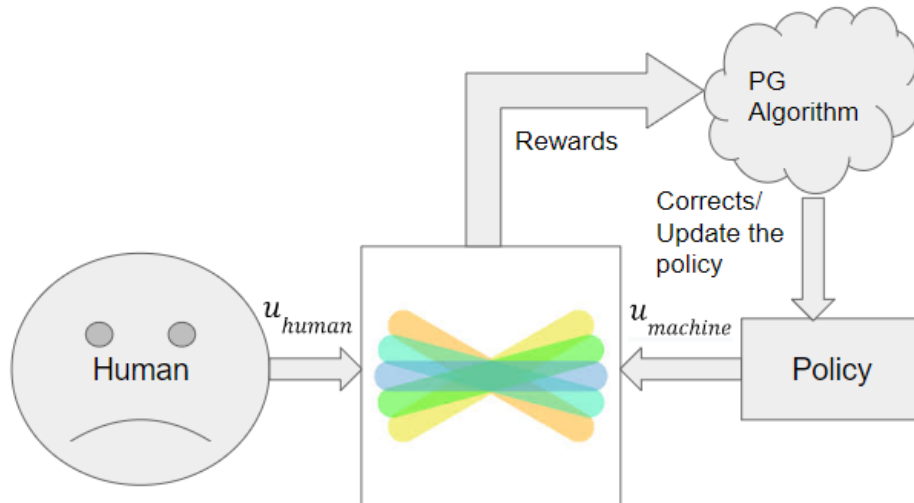 PG
Algorithm
Rewards
Corrects/
Update the
policy
u_human
u_machine
Human
Policy